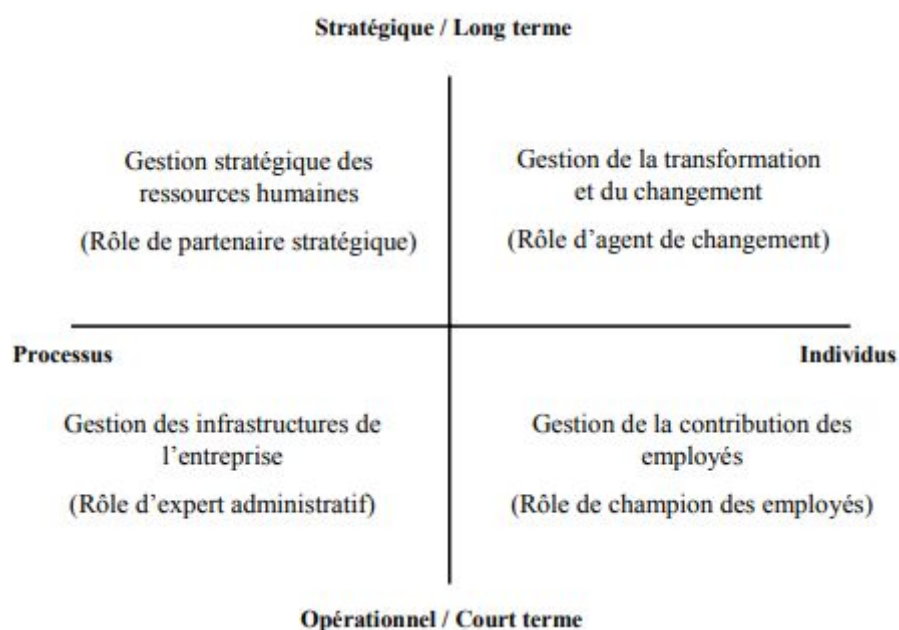 Stratégique / Long terme
Gestion stratégique des
ressources humaines
(Rôle de partenaire stratégique)
Gestion de la transformation
et du changement
(Rôle d’agent de changement)
Processus
Individus
Gestion des infrastructures de
l’entreprise
(Rôle d’expert administratif)
Gestion de la contribution des
employés
(Rôle de champion des employés)
Opérationnel / Court terme